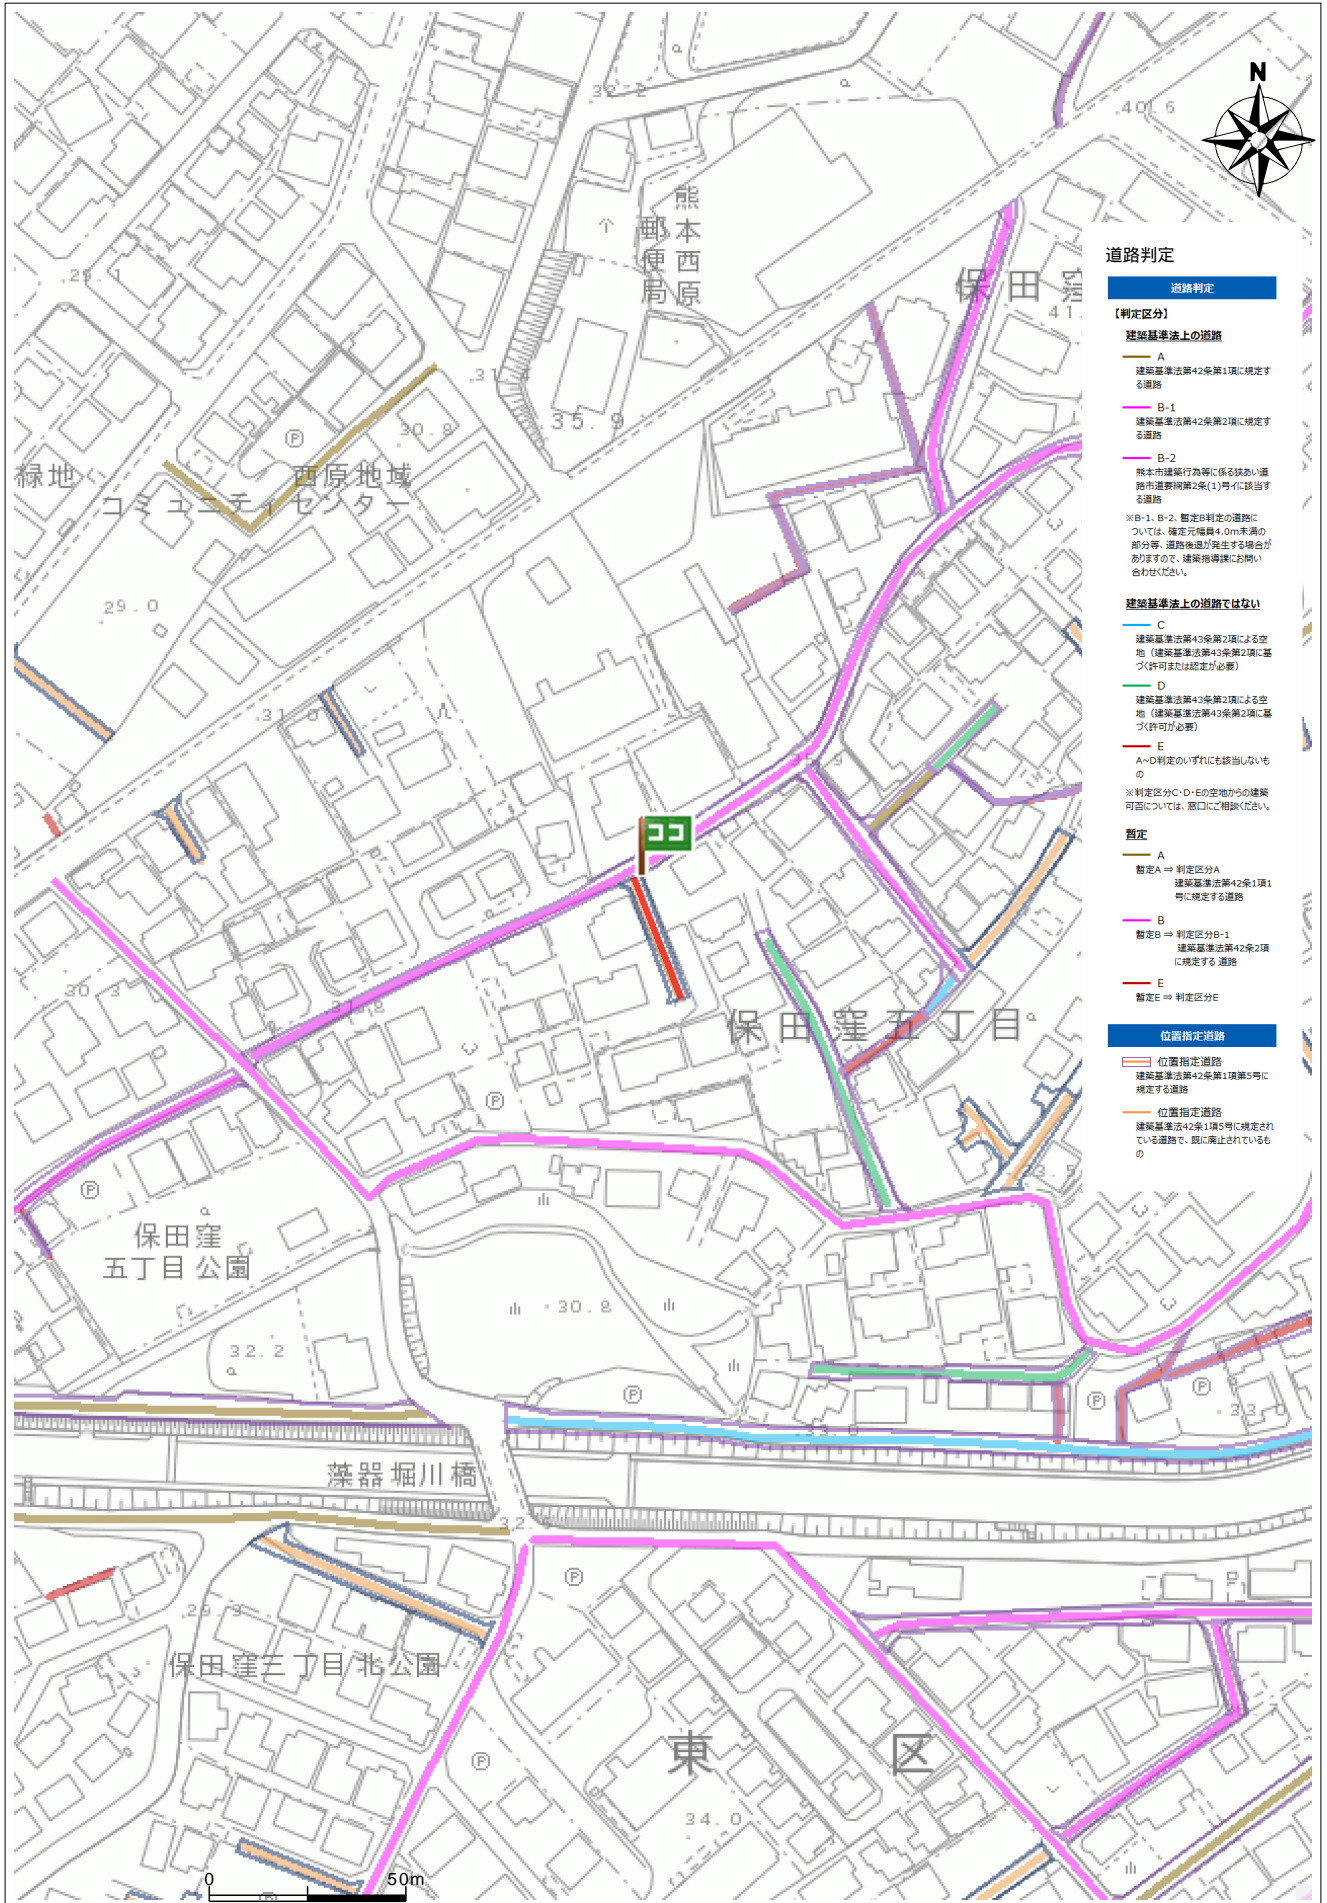 N
32.2
40.6
熊本西原
郵便局
保田窪
41.
29.1
31.4
35.9
30.8
Ⓟ
緑地
西原地域
コミュニティセンター
29.0
31.0
35.9
ココ
30.3
31.8
保田窪五丁目
Ⓟ
Ⓟ
23.5
保田窪
五丁目公園
30.8
32.2
Ⓟ
Ⓟ
Ⓟ
33.0
33.0
藻器堀川橋
Ⓟ
29.3
保田窪三丁目北公園
Ⓟ
東区
34.0
0
50m
道路判定
道路判定
【判定区分】
建築基準法上の道路
A
建築基準法第42条第1項に規定す
る道路
B-1
建築基準法第42条第2項に規定す
る道路
B-2
熊本市建築行為等に係る狭あい道
路市道要綱第2条(1)号イに該当す
る道路
※B-1、B-2、暫定B判定の道路に
ついては、確定元幅員4.0m未満の
部分等、道路後退が発生する場合が
ありますので、建築指導課にお問い
合わせください。
建築基準法上の道路ではない
C
建築基準法第43条第2項による空
地（建築基準法第43条第2項に基
づく許可または認定が必要）
D
建築基準法第43条第2項による空
地（建築基準法第43条第2項に基
づく許可が必要）
E
A~D判定のいずれにも該当しないも
の
※判定区分C・D・Eの空地からの建築
可否については、窓口にご相談ください。
暫定
A
暫定A ⇒ 判定区分A
建築基準法第42条1項1
号に規定する道路
B
暫定B ⇒ 判定区分B-1
建築基準法第42条2項
に規定する 道路
E
暫定E ⇒ 判定区分E
位置指定道路
位置指定道路
建築基準法第42条第1項第5号に
規定する道路
位置指定道路
建築基準法42条1項5号に規定され
ている道路で、既に廃止されているも
の